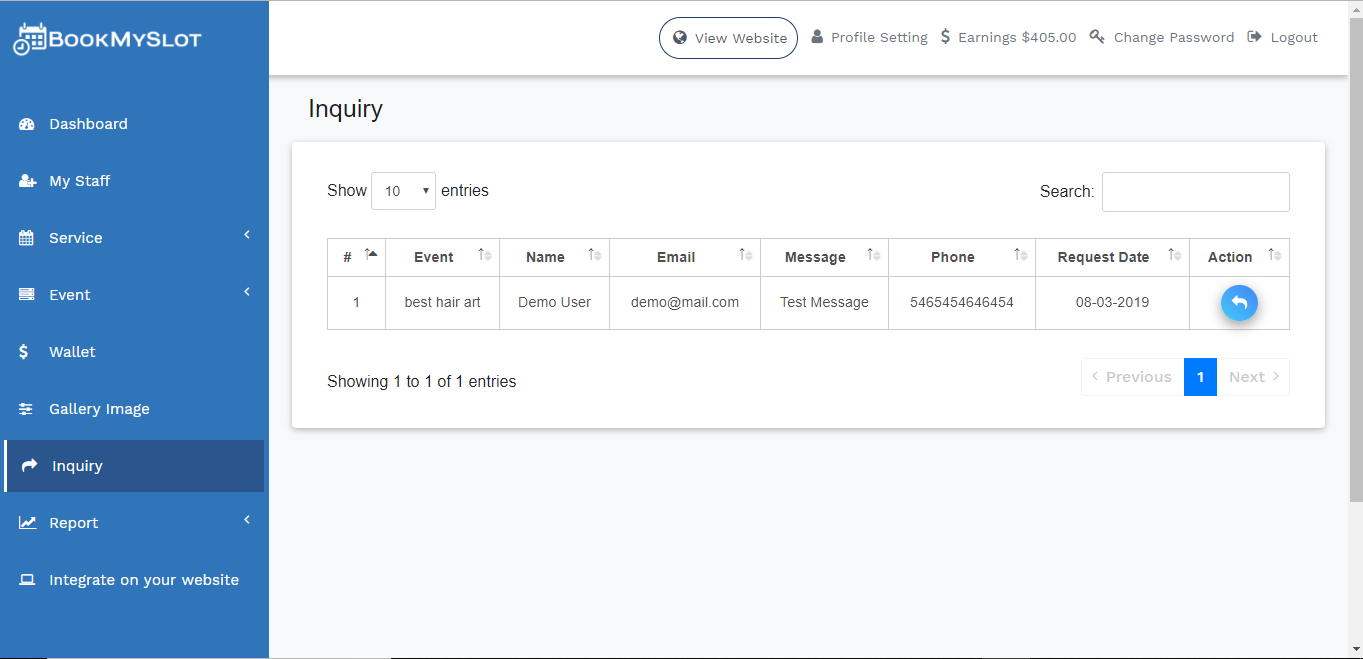 BOOKMYSLOT
View Website Profile Setting $ Earnings $405.00 Change Password Logout
Dashboard
My Staff
Service
Event
$ Wallet
Gallery Image
Inquiry
Report
Integrate on your website
Inquiry
Show 10 entries Search:
# Event Name Email Message Phone Request Date Action
1 best hair art Demo User demo@mail.com Test Message 5465454646454 08-03-2019
Showing 1 to 1 of 1 entries
Previous 1 Next